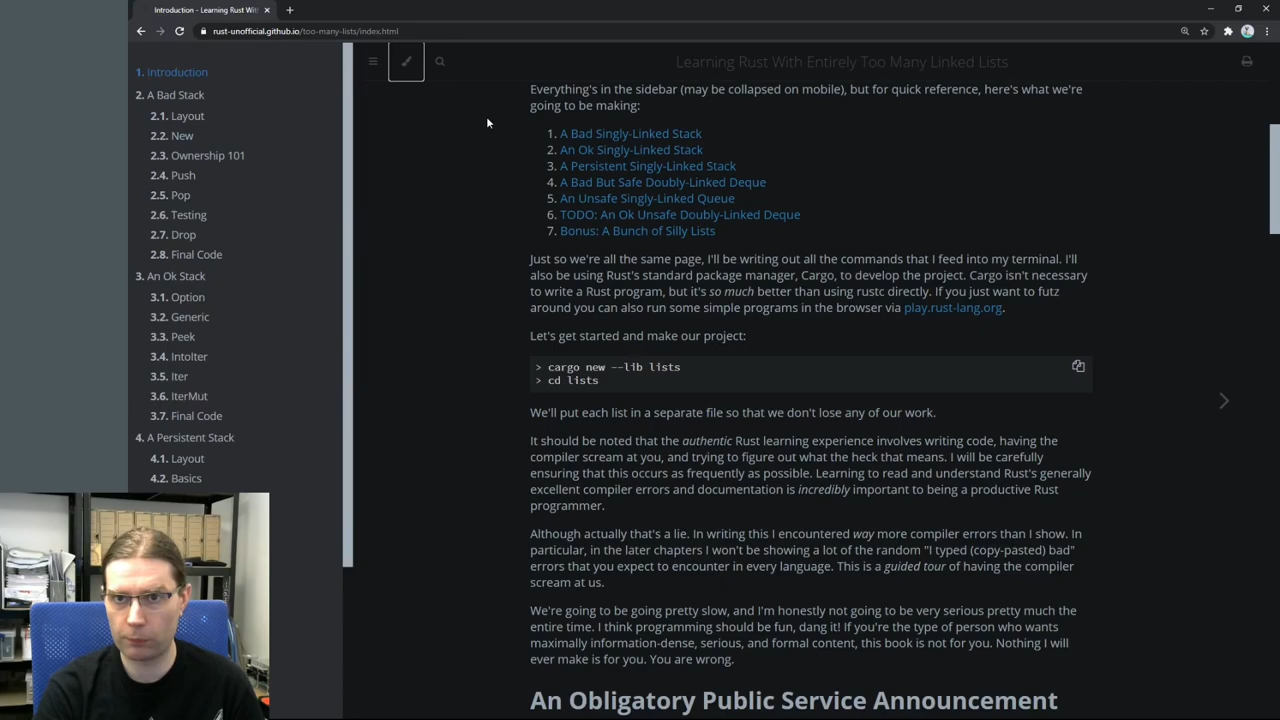 Introduction - Learning Rust Wit
rust-unofficial.github.io/too-many-lists/index.html
1. Introduction
2. A Bad Stack
2.1. Layout
2.2. New
2.3. Ownership 101
2.4. Push
2.5. Pop
2.6. Testing
2.7. Drop
2.8. Final Code
3. An Ok Stack
3.1. Option
3.2. Generic
3.3. Peek
3.4. IntoIter
3.5. Iter
3.6. IterMut
3.7. Final Code
4. A Persistent Stack
4.1. Layout
4.2. Basics
Learning Rust With Entirely Too Many Linked Lists
Everything's in the sidebar (may be collapsed on mobile), but for quick reference, here's what we're
going to be making:
1. A Bad Singly-Linked Stack
2. An Ok Singly-Linked Stack
3. A Persistent Singly-Linked Stack
4. A Bad But Safe Doubly-Linked Deque
5. An Unsafe Singly-Linked Queue
6. TODO: An Ok Unsafe Doubly-Linked Deque
7. Bonus: A Bunch of Silly Lists
Just so we're all the same page, I'll be writing out all the commands that I feed into my terminal. I'll
also be using Rust's standard package manager, Cargo, to develop the project. Cargo isn't necessary
to write a Rust program, but it's so much better than using rustc directly. If you just want to futz
around you can also run some simple programs in the browser via play.rust-lang.org.
Let's get started and make our project:
> cargo new --lib lists
> cd lists
We'll put each list in a separate file so that we don't lose any of our work.
It should be noted that the authentic Rust learning experience involves writing code, having the
compiler scream at you, and trying to figure out what the heck that means. I will be carefully
ensuring that this occurs as frequently as possible. Learning to read and understand Rust's generally
excellent compiler errors and documentation is incredibly important to being a productive Rust
programmer.
Although actually that's a lie. In writing this I encountered way more compiler errors than I show. In
particular, in the later chapters I won't be showing a lot of the random "I typed (copy-pasted) bad"
errors that you expect to encounter in every language. This is a guided tour of having the compiler
scream at us.
We're going to be going pretty slow, and I'm honestly not going to be very serious pretty much the
entire time. I think programming should be fun, dang it! If you're the type of person who wants
maximally information-dense, serious, and formal content, this book is not for you. Nothing I will
ever make is for you. You are wrong.
An Obligatory Public Service Announcement